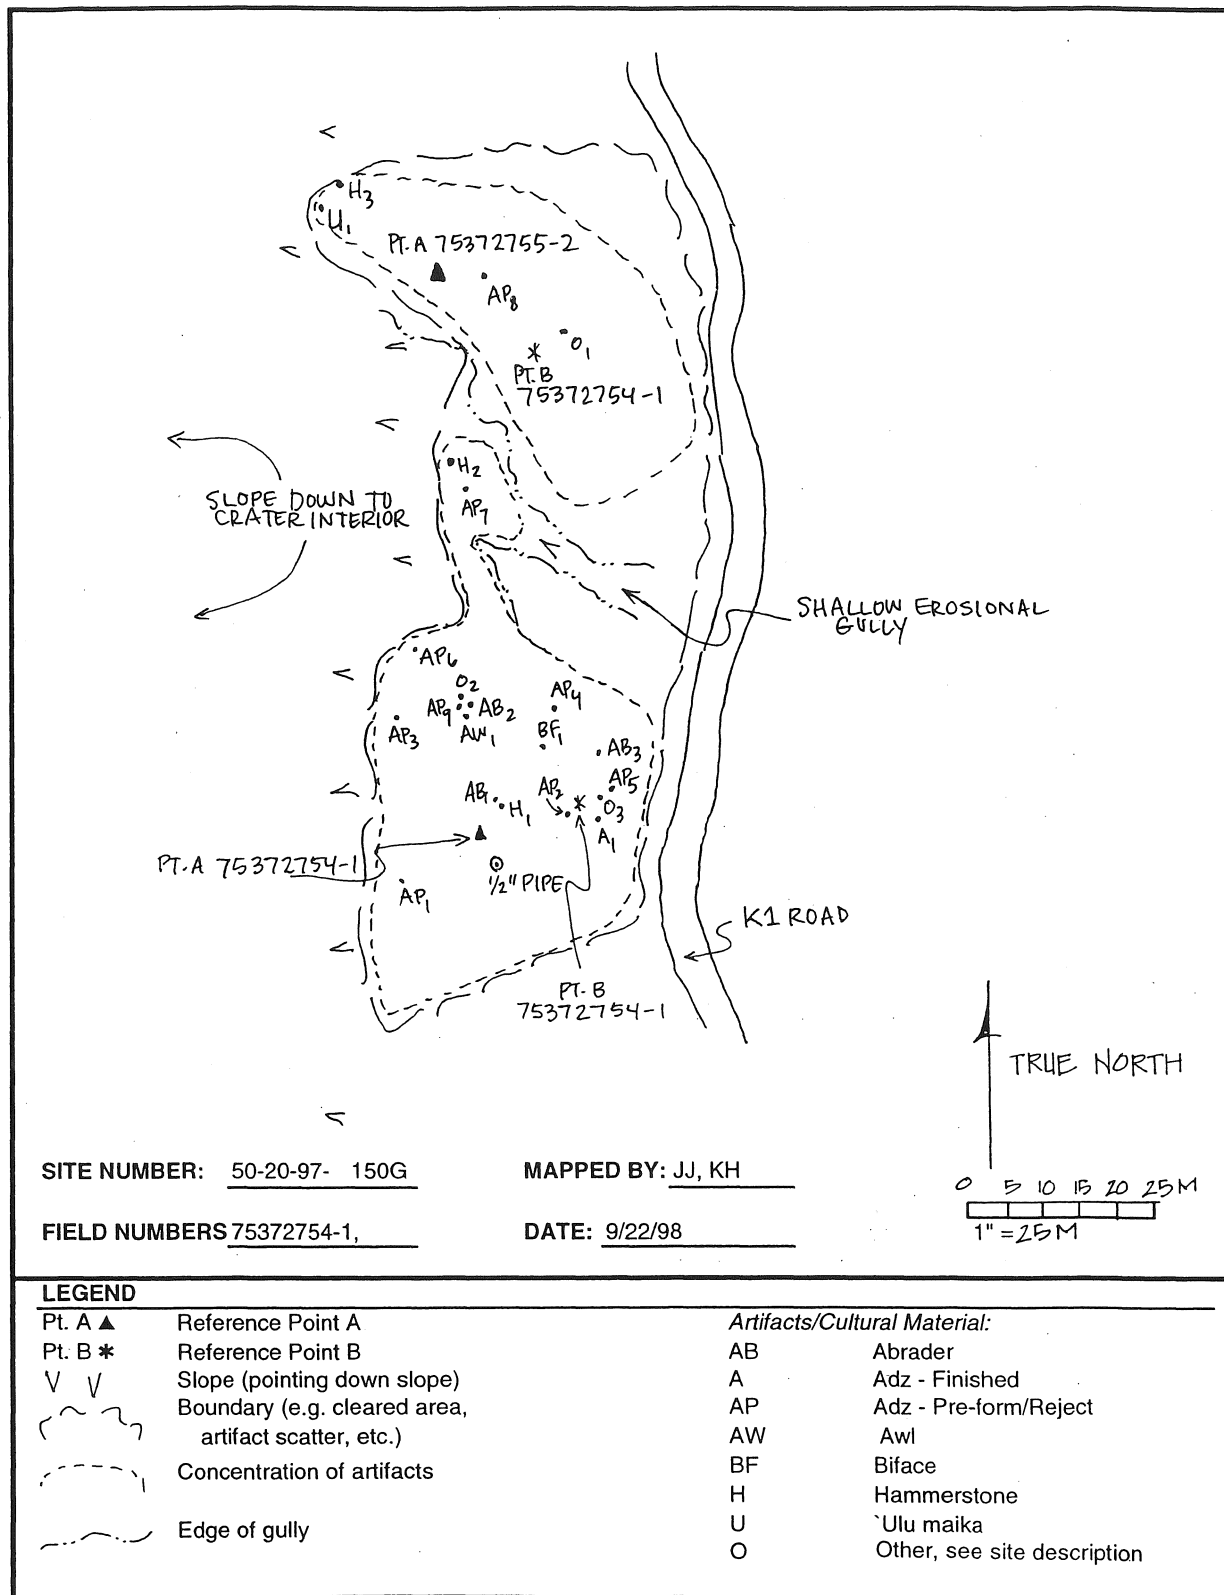 H3
U1
PT. A 75372755-2
AP8
O1
PT. B
75372754-1
H2
AP7
SLOPE DOWN TO
CRATER INTERIOR
SHALLOW EROSIONAL
GULLY
AP6
O2
AP9
AB2
AW1
AP3
AP4
BF1
AB3
AP5
AP2
O3
A1
AB1
H1
PT. A 75372754-1
1/2" PIPE
AP1
K1 ROAD
PT. B
75372754-1
TRUE NORTH
0 5 10 15 20 25M
1" = 25M
SITE NUMBER: 50-20-97- 150G
MAPPED BY: JJ, KH
FIELD NUMBERS 75372754-1,
DATE: 9/22/98
LEGEND
Pt. A ▲ Reference Point A
Pt. B * Reference Point B
Slope (pointing down slope)
Boundary (e.g. cleared area,
artifact scatter, etc.)
Concentration of artifacts
Edge of gully
Artifacts/Cultural Material:
AB Abrader
A Adz - Finished
AP Adz - Pre-form/Reject
AW Awl
BF Biface
H Hammerstone
U `Ulu maika
O Other, see site description